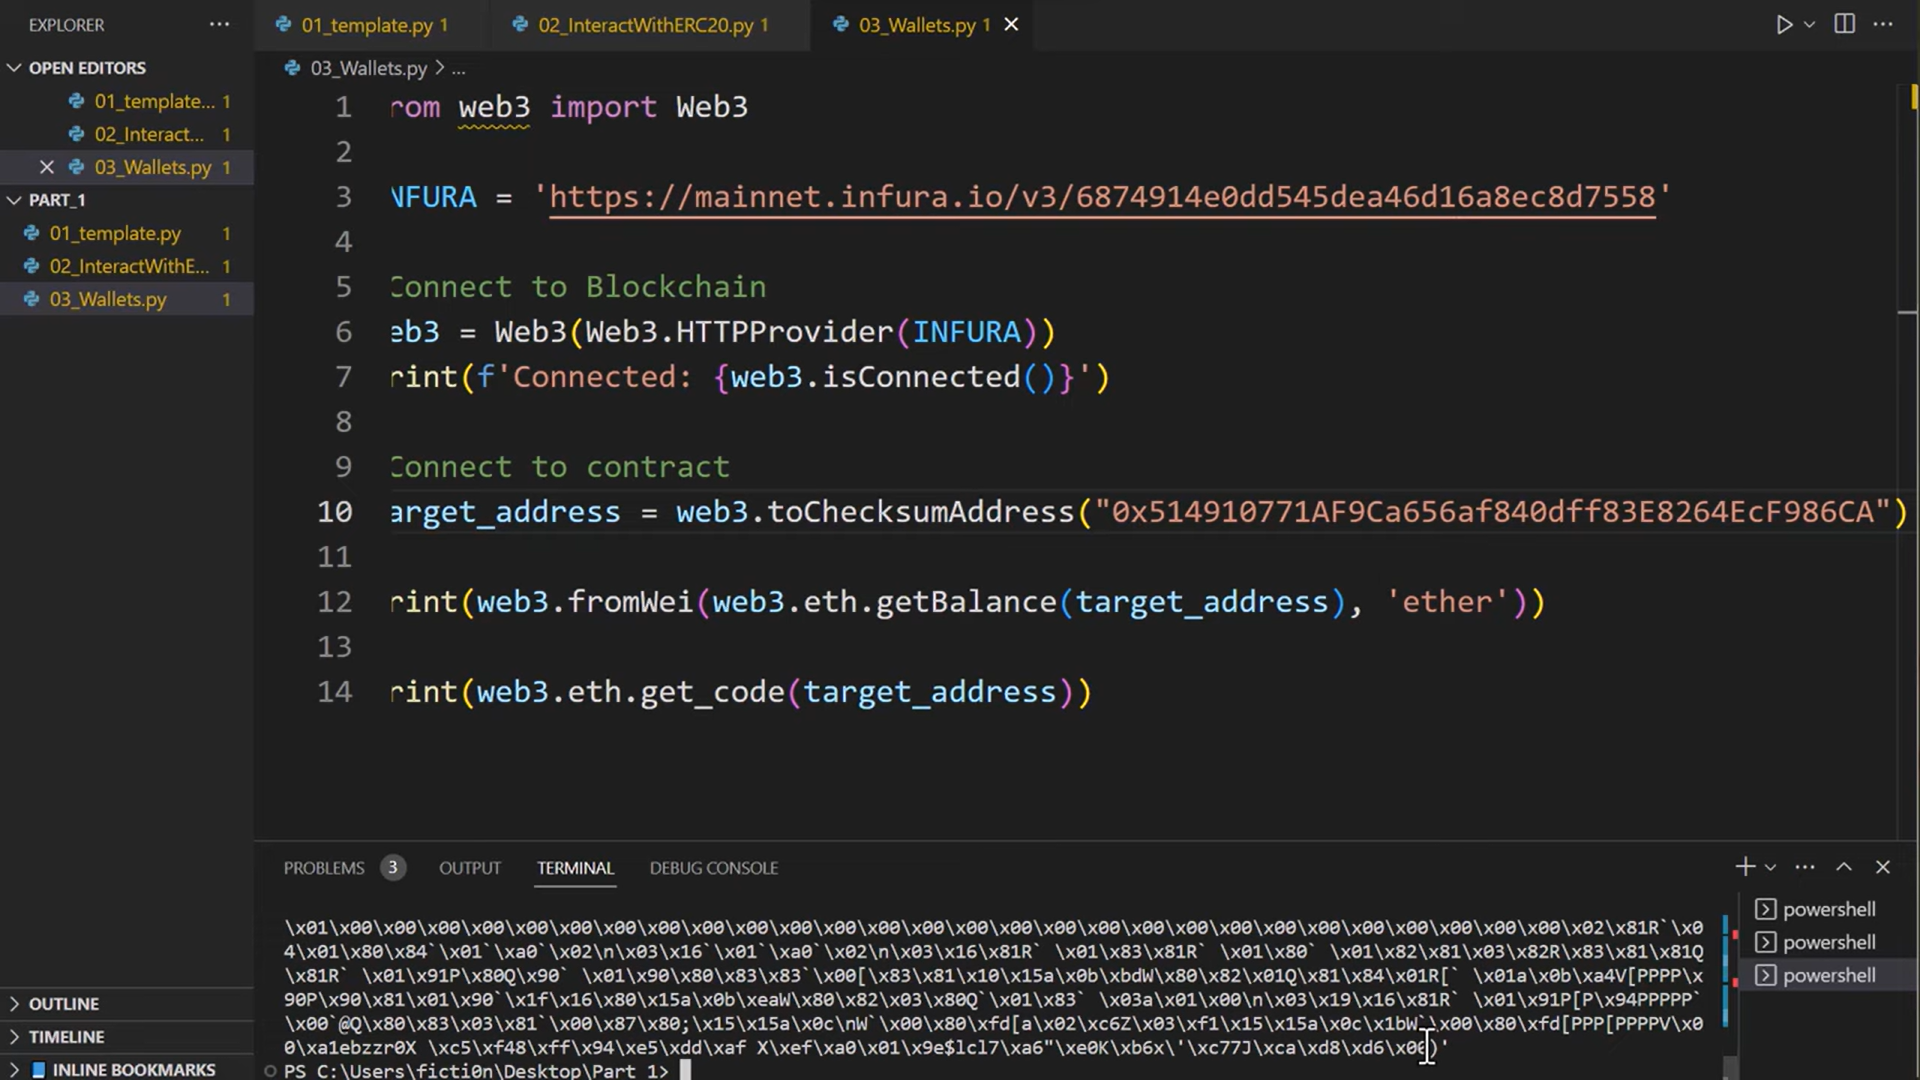 EXPLORER
01_template.py 1
02_InteractWithERC20.py 1
03_Wallets.py 1
OPEN EDITORS
01_template... 1
02_Interact... 1
03_Wallets.py 1
PART_1
01_template.py 1
02_InteractWithE... 1
03_Wallets.py 1
OUTLINE
TIMELINE
INLINE BOOKMARKS
03_Wallets.py > ...
1 rom web3 import Web3
2
3 NFURA = 'https://mainnet.infura.io/v3/6874914e0dd545dea46d16a8ec8d7558'
4
5 Connect to Blockchain
6 eb3 = Web3(Web3.HTTPProvider(INFURA))
7 rint(f'Connected: {web3.isConnected()}')
8
9 Connect to contract
10 arget_address = web3.toChecksumAddress("0x514910771AF9Ca656af840dff83E8264EcF986CA")
11
12 rint(web3.fromWei(web3.eth.getBalance(target_address), 'ether'))
13
14 rint(web3.eth.get_code(target_address))
PROBLEMS 3 OUTPUT TERMINAL DEBUG CONSOLE
\x01\x00\x00\x00\x00\x00\x00\x00\x00\x00\x00\x00\x00\x00\x00\x00\x00\x00\x00\x00\x00\x00\x00\x00\x00\x00\x00\x00\x00\x02\x81R`\x0
4\x01\x80\x84`\x01`\xa0`\x02\n\x03\x16`\x01`\xa0`\x02\n\x03\x16\x81R` \x01\x83\x81R` \x01\x80` \x01\x82\x81\x03\x82R\x83\x81\x81Q
\x81R` \x01\x91P\x80Q\x90` \x01\x90\x80\x83\x83`\x00[\x83\x81\x10\x15a\x0b\xbdW\x80\x82\x01Q\x81\x84\x01R[` \x01a\x0b\xa4V[PPPP\x
90P\x90\x81\x01\x90`\x1f\x16\x80\x15a\x0b\xeaW\x80\x82\x03\x80Q`\x01\x83` \x03a\x01\x00\n\x03\x19\x16\x81R` \x01\x91P[P\x94PPPPP`
\x00`@Q\x80\x83\x03\x81`\x00\x87\x80;\x15\x15a\x0c\nW`\x00\x80\xfd[a\x02\xc6Z\x03\xf1\x15\x15a\x0c\x1bW`\x00\x80\xfd[PPP[PPPPV\x0
0\xa1ebzzr0X \xc5\xf48\xff\x94\xe5\xdd\xaf X\xef\xa0\x01\x9e$lcl7\xa6"\xe0K\xb6x\'\xc77J\xca\xd8\xd6\x00)'
PS C:\Users\ficti0n\Desktop\Part 1>
powershell
powershell
powershell